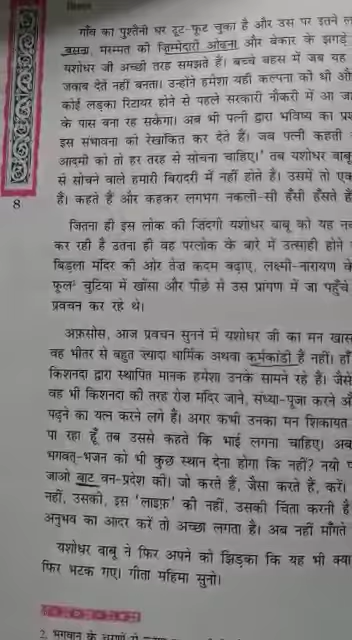 गाँव का पुश्तैनी घर टूट-फूट चुका है और उस पर इतने ल
बसना, मरम्मत की ज़िम्मेदारी ओढ़ना और बेकार के झगड़े
यशोधर जी अच्छी तरह समझते हैं। बच्चे बहस में जब यह
जवाब देते नहीं बनता। उन्होंने हमेशा यही कल्पना की थी औ
कोई लड़का रिटायर होने से पहले सरकारी नौकरी में आ जा
के पास बना रह सकेगा। अब भी पत्नी द्वारा भविष्य का प्रश
इस संभावना को रेखांकित कर देते हैं। जब पत्नी कहती
आदमी को तो हर तरह से सोचना चाहिए।' तब यशोधर बाबू
से सोचने वाले हमारी बिरादरी में नहीं होते हैं। उसमें तो एक
हैं। कहते हैं और कहकर लगभग नकली-सी हँसी हँसते हैं
8
जितना ही इस लोक की ज़िंदगी यशोधर बाबू को यह नव
कर रही है उतना ही वह परलोक के बारे में उत्साही होने
बिड़ला मंदिर की ओर तेज़ कदम बढ़ाए, लक्ष्मी-नारायण के
फूल चुटिया में खोंसा और पीछे से उस प्रांगण में जा पहुँचे
प्रवचन कर रहे थे।
अफ़सोस, आज प्रवचन सुनने में यशोधर जी का मन खास
वह भीतर से बहुत ज़्यादा धार्मिक अथवा कर्मकांडी हैं नहीं। हाँ
किशनदा द्वारा स्थापित मानक हमेशा उनके सामने रहे हैं। जैसे
वह भी किशनदा की तरह रोज़ मंदिर जाने, संध्या-पूजा करने औ
पढ़ने का यत्न करने लगे हैं। अगर कभी उनका मन शिकायत
पा रहा हूँ तब उससे कहते कि भाई लगना चाहिए। अब
भगवत्-भजन को भी कुछ स्थान देना होगा कि नहीं? नयी प
जाओ बाट वन-प्रदेश की। जो करते हैं, जैसा करते हैं, करें।
नहीं, उसकी, इस 'लाइफ़' की नहीं, उसकी चिंता करनी है
अनुभव का आदर करें तो अच्छा लगता है। अब नहीं माँगते
यशोधर बाबू ने फिर अपने को झिड़का कि यह भी क्या
फिर भटक गए। गीता महिमा सुनो।
2. भगवान के चरणों में